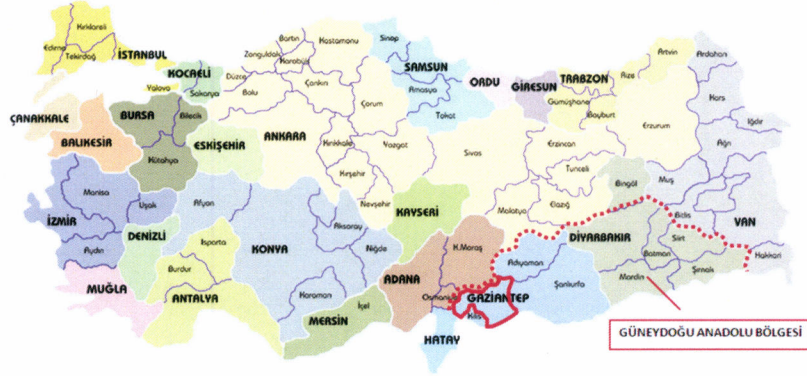 Kırklareli
Edirne
Tekirdağ
İSTANBUL
KOCAELİ
Yalova
Sakarya
Düzce
Bolu
Zonguldak
Bartın
Karabük
Kastamonu
Çankırı
Sinop
SAMSUN
Amasya
Tokat
Çorum
ORDU
GİRESUN
TRABZON
Gümüşhane
Rize
Bayburt
Artvin
Ardahan
Kars
Iğdır
Ağrı
Erzurum
Erzincan
Tunceli
Bingöl
Muş
Bitlis
VAN
Hakkari
ÇANAKKALE
BALIKESİR
BURSA
Bilecik
Kütahya
ESKİŞEHİR
ANKARA
Kırıkkale
Kırşehir
Yozgat
Nevşehir
Sivas
KAYSERİ
Malatya
Elazığ
DİYARBAKIR
Batman
Siirt
Şırnak
Mardin
Manisa
İZMİR
Aydın
Uşak
DENİZLİ
Afyon
Isparta
Burdur
MUĞLA
ANTALYA
KONYA
Aksaray
Niğde
Karaman
İçel
MERSİN
ADANA
K.Maraş
Osmaniye
Adıyaman
Şanlıurfa
GAZİANTEP
Kilis
HATAY
GÜNEYDOĞU ANADOLU BÖLGESİ